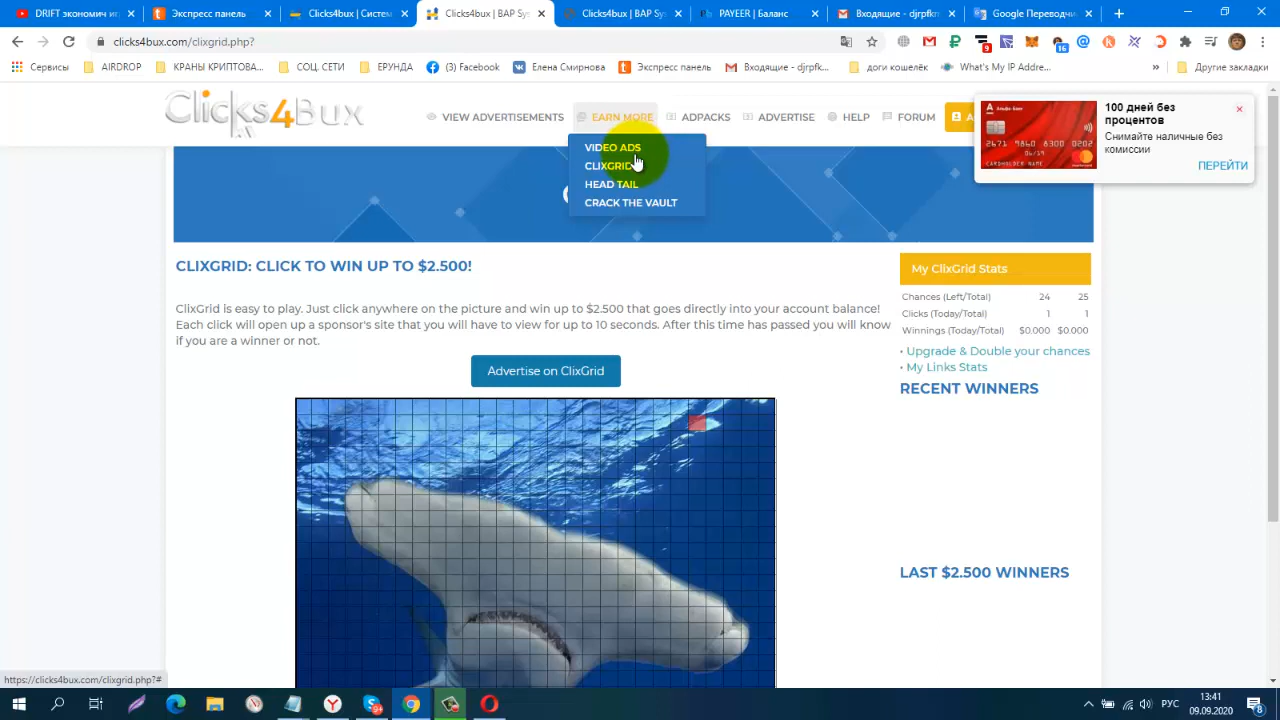 DRIFT экономич иг
Экспресс панель
Clicks4bux | Систем
Clicks4bux | BAP Sy
Clicks4bux | BAP Sy
PAYEER | Баланс
Входящие - djrpfkr
Google Переводчи
clicks4bux.com/clixgrid.php?
9
16
Сервисы
AIRDROP
КРАНЫ КРИПТОВА...
СОЦ. СЕТИ
ЕРУНДА
(3) Facebook
Елена Смирнова
Экспресс панель
Входящие - djrpfk...
доги кошелёк
What's My IP Addre...
»
Другие закладки
Clicks4Bux
VIEW ADVERTISEMENTS
EARN MORE
ADPACKS
ADVERTISE
HELP
FORUM
A
VIDEO ADS
CLIXGRID
HEAD TAIL
CRACK THE VAULT
100 дней без
процентов
Снимайте наличные без
комиссии
ПЕРЕЙТИ
CLIXGRID: CLICK TO WIN UP TO $2.500!
ClixGrid is easy to play. Just click anywhere on the picture and win up to $2.500 that goes directly into your account balance!
Each click will open up a sponsor's site that you will have to view for up to 10 seconds. After this time has passed you will know
if you are a winner or not.
Advertise on ClixGrid
My ClixGrid Stats
Chances (Left/Total) 24 25
Clicks (Today/Total) 1 1
Winnings (Today/Total) $0.000 $0.000
• Upgrade & Double your chances
• My Links Stats
RECENT WINNERS
LAST $2.500 WINNERS
https://clicks4bux.com/clixgrid.php?#
РУС
13:41
09.09.2020
8